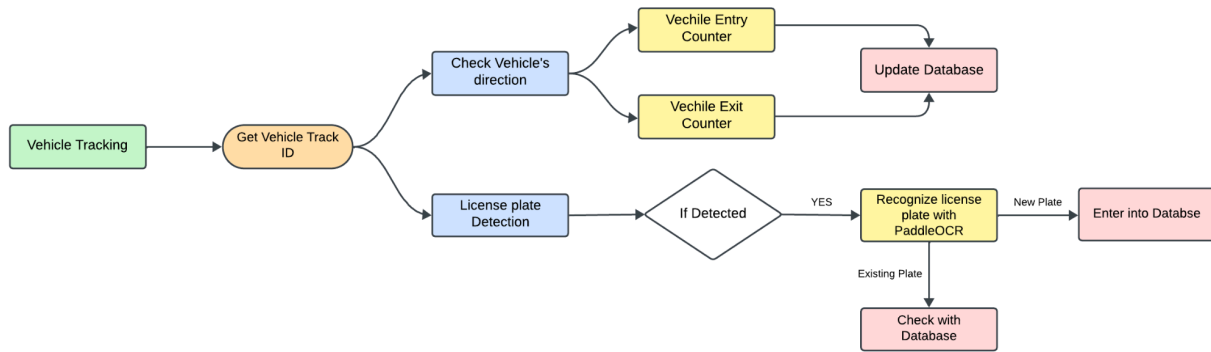 Vechile Entry
Counter
Check Vehicle's
direction
Update Database
Vechile Exit
Counter
Vehicle Tracking
Get Vehicle Track
ID
License plate
Detection
If Detected
YES
Recognize license
plate with
PaddleOCR
New Plate
Enter into Databse
Existing Plate
Check with
Database